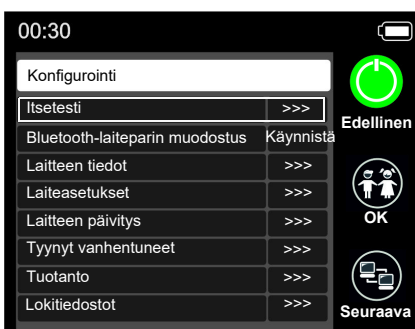 00:30
Konfigurointi
Itsetesti >>>
Edellinen
Bluetooth-laiteparin muodostus Käynnistä
Laitteen tiedot >>>
Laiteasetukset >>>
Laitteen päivitys >>>
OK
Tyynyt vanhentuneet >>>
Tuotanto >>>
Lokitiedostot >>>
Seuraava